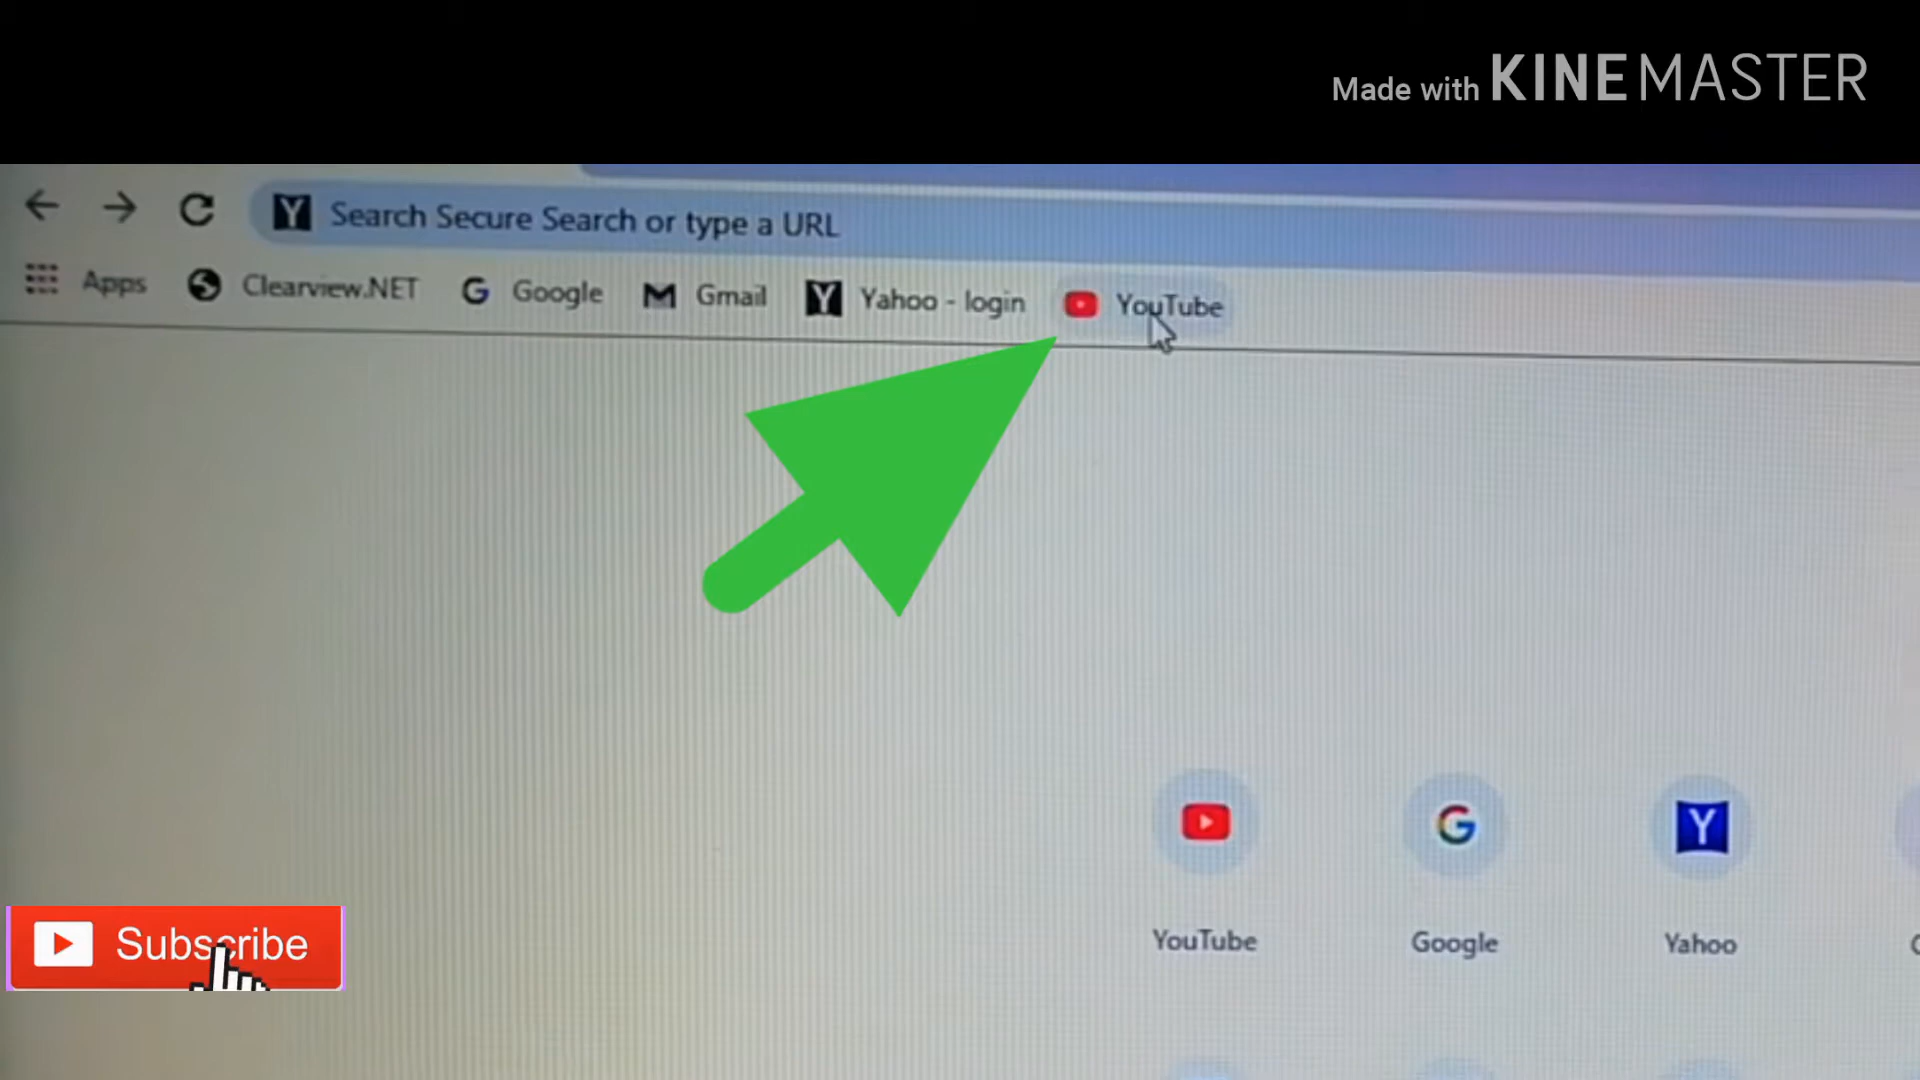 Made with KINEMASTER
Search Secure Search or type a URL
Apps Clearview.NET Google Gmail Yahoo - login YouTube
YouTube Google Yahoo
Subscribe